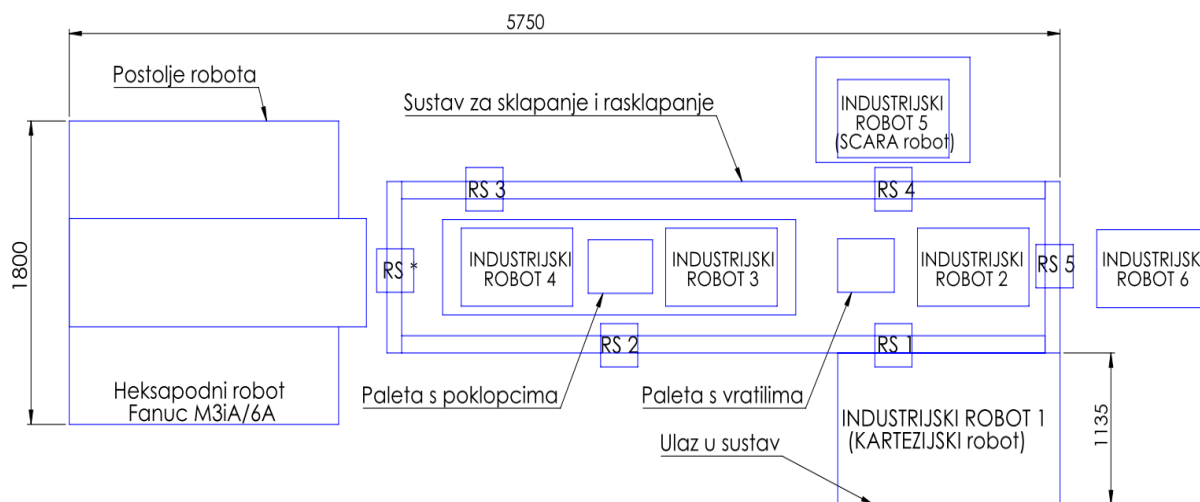 5750
Postolje robota
Sustav za sklapanje i rasklapanje
INDUSTRIJSKI
ROBOT 5
(SCARA robot)
RS 3
RS 4
1800
RS *
INDUSTRIJSKI
ROBOT 4
INDUSTRIJSKI
ROBOT 3
INDUSTRIJSKI
ROBOT 2
RS 5
INDUSTRIJSKI
ROBOT 6
RS 2
RS 1
Heksapodni robot
Fanuc M3iA/6A
Paleta s poklopcima
Paleta s vratilima
INDUSTRIJSKI ROBOT 1
(KARTEZIJSKI robot)
1135
Ulaz u sustav